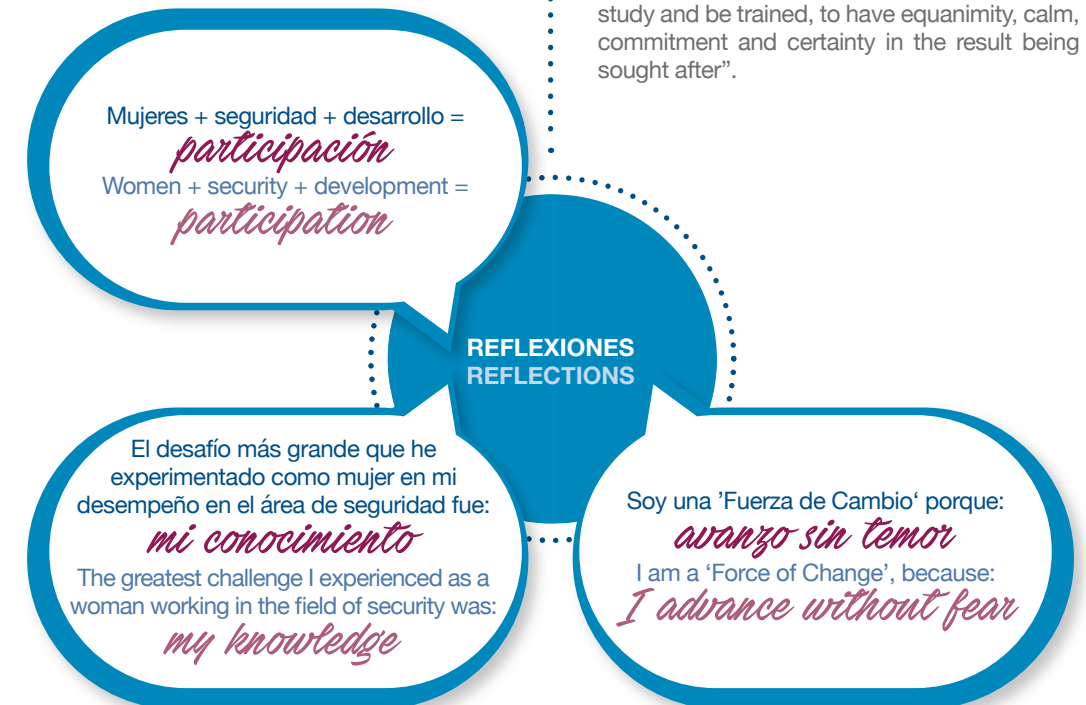 study and be trained, to have equanimity, calm,
commitment and certainty in the result being
sought after”.
Mujeres + seguridad + desarrollo =
participación
Women + security + development =
participation
REFLEXIONES
REFLECTIONS
El desafío más grande que he
experimentado como mujer en mi
desempeño en el área de seguridad fue:
mi conocimiento
The greatest challenge I experienced as a
woman working in the field of security was:
my knowledge
Soy una ’Fuerza de Cambio‘ porque:
avanzo sin temor
I am a ‘Force of Change’, because:
I advance without fear